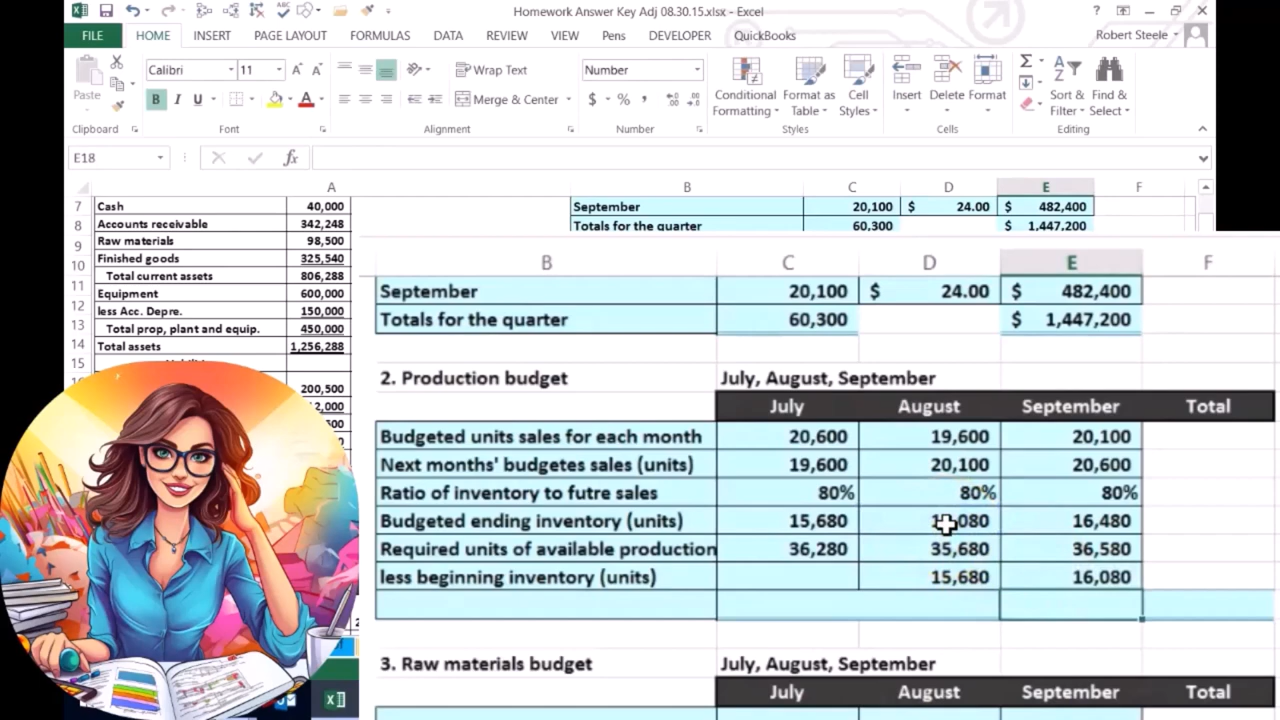 Homework Answer Key Adj 08.30.15.xlsx - Excel
FILE HOME INSERT PAGE LAYOUT FORMULAS DATA REVIEW VIEW Pens DEVELOPER QuickBooks Robert Steele
Paste Calibri 11 Wrap Text Number Conditional Formatting Format as Table Cell Styles Insert Delete Format Sort & Filter Find & Select
B I U Merge & Center $ %
Clipboard Font Alignment Number Styles Cells Editing
E18 fx
A B C D E F
7 Cash 40,000 September 20,100 $ 24.00 $ 482,400
8 Accounts receivable 342,248 Totals for the quarter 60,300 $ 1,447,200
9 Raw materials 98,500
10 Finished goods 325,540
11 Total current assets 806,288
12 Equipment 600,000
13 less Acc. Depre. 150,000
14 Total prop, plant and equip. 450,000
15 Total assets 1,256,288
200,500
B C D E F
September 20,100 $ 24.00 $ 482,400
Totals for the quarter 60,300 $ 1,447,200
2. Production budget July, August, September
July August September Total
Budgeted units sales for each month 20,600 19,600 20,100
Next months' budgetes sales (units) 19,600 20,100 20,600
Ratio of inventory to futre sales 80% 80% 80%
Budgeted ending inventory (units) 15,680 16,480
Required units of available production 36,280 35,680 36,580
less beginning inventory (units) 15,680 16,080
3. Raw materials budget July, August, September
July August September Total